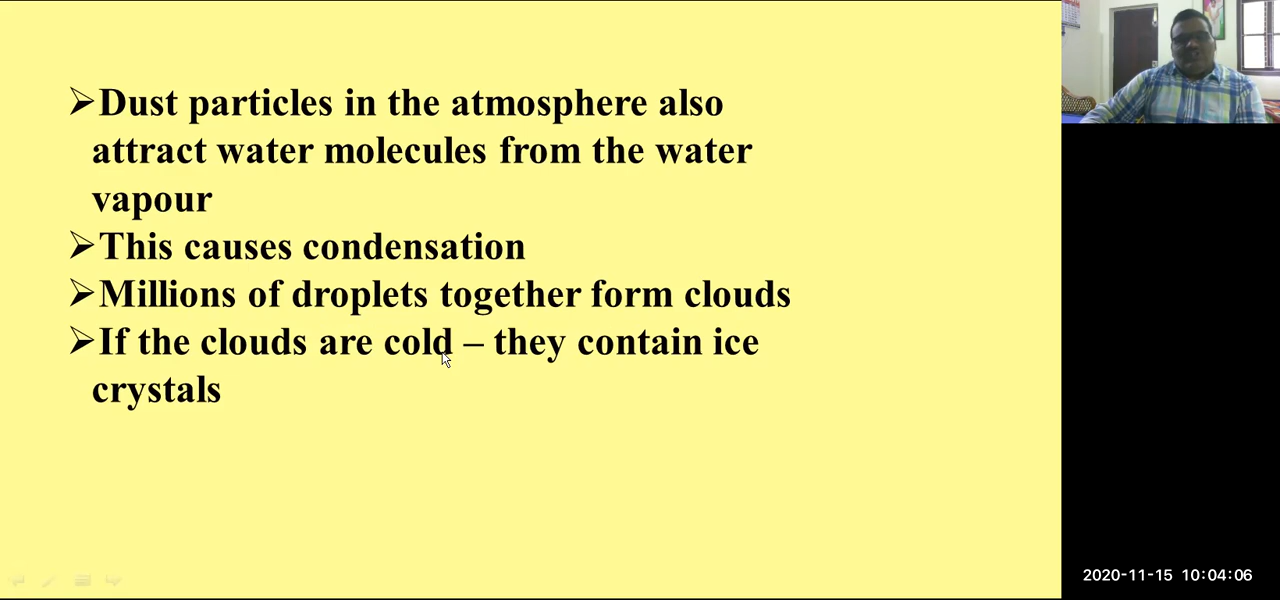 ➢Dust particles in the atmosphere also
attract water molecules from the water
vapour
➢This causes condensation
➢Millions of droplets together form clouds
➢If the clouds are cold – they contain ice
crystals
2020-11-15 10:04:06